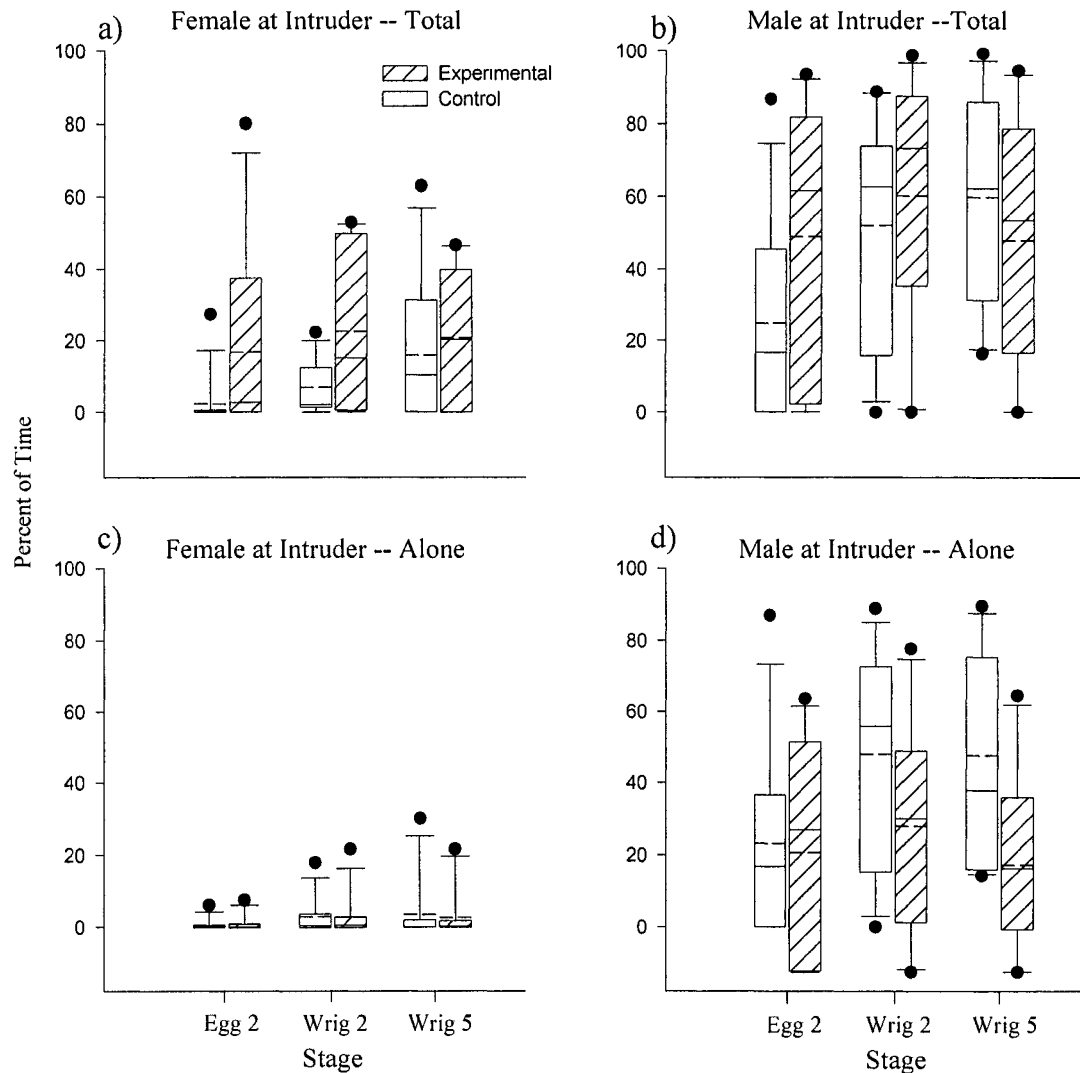 a) Female at Intruder -- Total
100
80
60
40
20
0
Experimental
Control
b) Male at Intruder --Total
100
80
60
40
20
0
Percent of Time
c) Female at Intruder -- Alone
100
80
60
40
20
0
Egg 2 Wrig 2 Wrig 5
Stage
d) Male at Intruder -- Alone
100
80
60
40
20
0
Egg 2 Wrig 2 Wrig 5
Stage